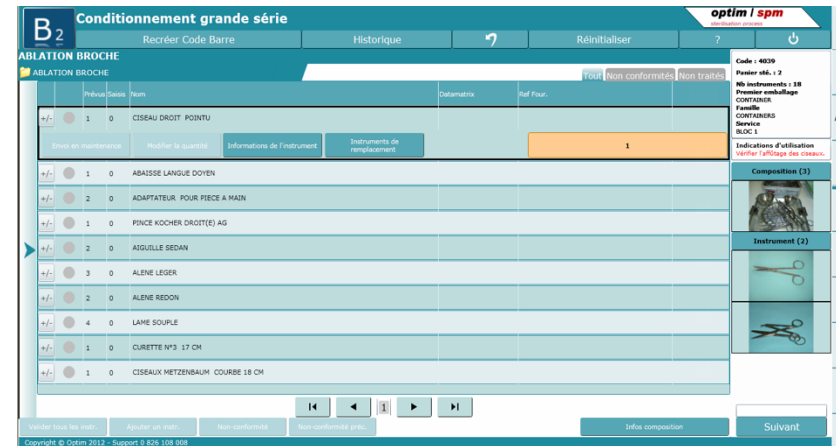 B2
Conditionnement grande série
optim / spm
sterilisation process
Recréer Code Barre
Historique
Réinitialiser
?
ABLATION BROCHE
ABLATION BROCHE
Tout
Non conformités
Non traités
Prévus Saisis Nom Datamatrix Ref Four.
+/- 1 0 CISEAU DROIT POINTU
Envoi en maintenance
Modifier la quantité
Informations de l'instrument
Instruments de
remplacement
1
+/- 1 0 ABAISSE LANGUE DOYEN
+/- 2 0 ADAPTATEUR POUR PIECE A MAIN
+/- 1 0 PINCE KOCHER DROIT(E) AG
+/- 2 0 AIGUILLE SEDAN
+/- 3 0 ALENE LEGER
+/- 2 0 ALENE REDON
+/- 4 0 LAME SOUPLE
+/- 1 0 CURETTE N°3 17 CM
+/- 1 0 CISEAUX METZENBAUM COURBE 18 CM
1
Code : 4039
Panier sté. : 2
Nb instruments : 18
Premier emballage
CONTAINER
Famille
CONTAINERS
Service
BLOC 1
Indications d'utilisation
Vérifier l'affûtage des ciseaux.
Composition (3)
Instrument (2)
Valider tous les instr.
Ajouter un instr.
Non-conformité
Non-conformité prec.
Infos composition
Suivant
Copyright © Optim 2012 - Support 0 826 108 008